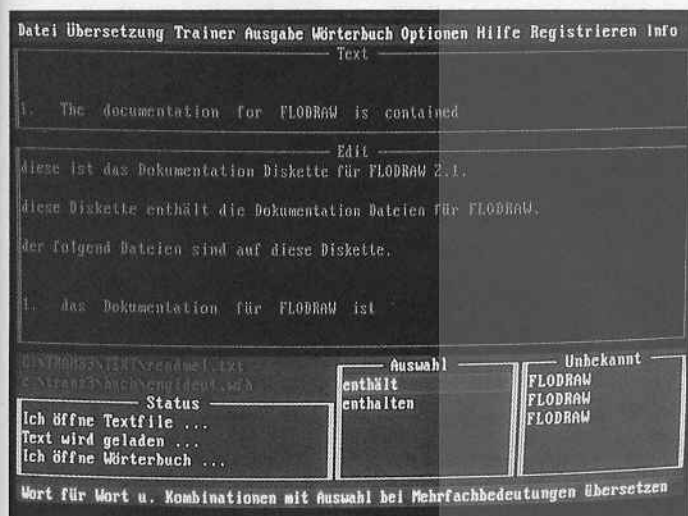 Datei Übersetzung Trainer Ausgabe Wörterbuch Optionen Hilfe Registrieren Info
Text
1. The documentation for FLODRAW is contained
Edit
diese ist das Dokumentation Diskette für FLODRAW 2.1.
diese Diskette enthält die Dokumentation Dateien für FLODRAW.
der folgend Dateien sind auf diese Diskette.
1. das Dokumentation für FLODRAW ist
Auswahl
enthält
enthalten
Unbekannt
FLODRAW
FLODRAW
FLODRAW
Status
Ich öffne Textfile ...
Text wird geladen ...
Ich öffne Wörterbuch ...
Wort für Wort u. Kombinationen mit Auswahl bei Mehrfachbedeutungen übersetzen